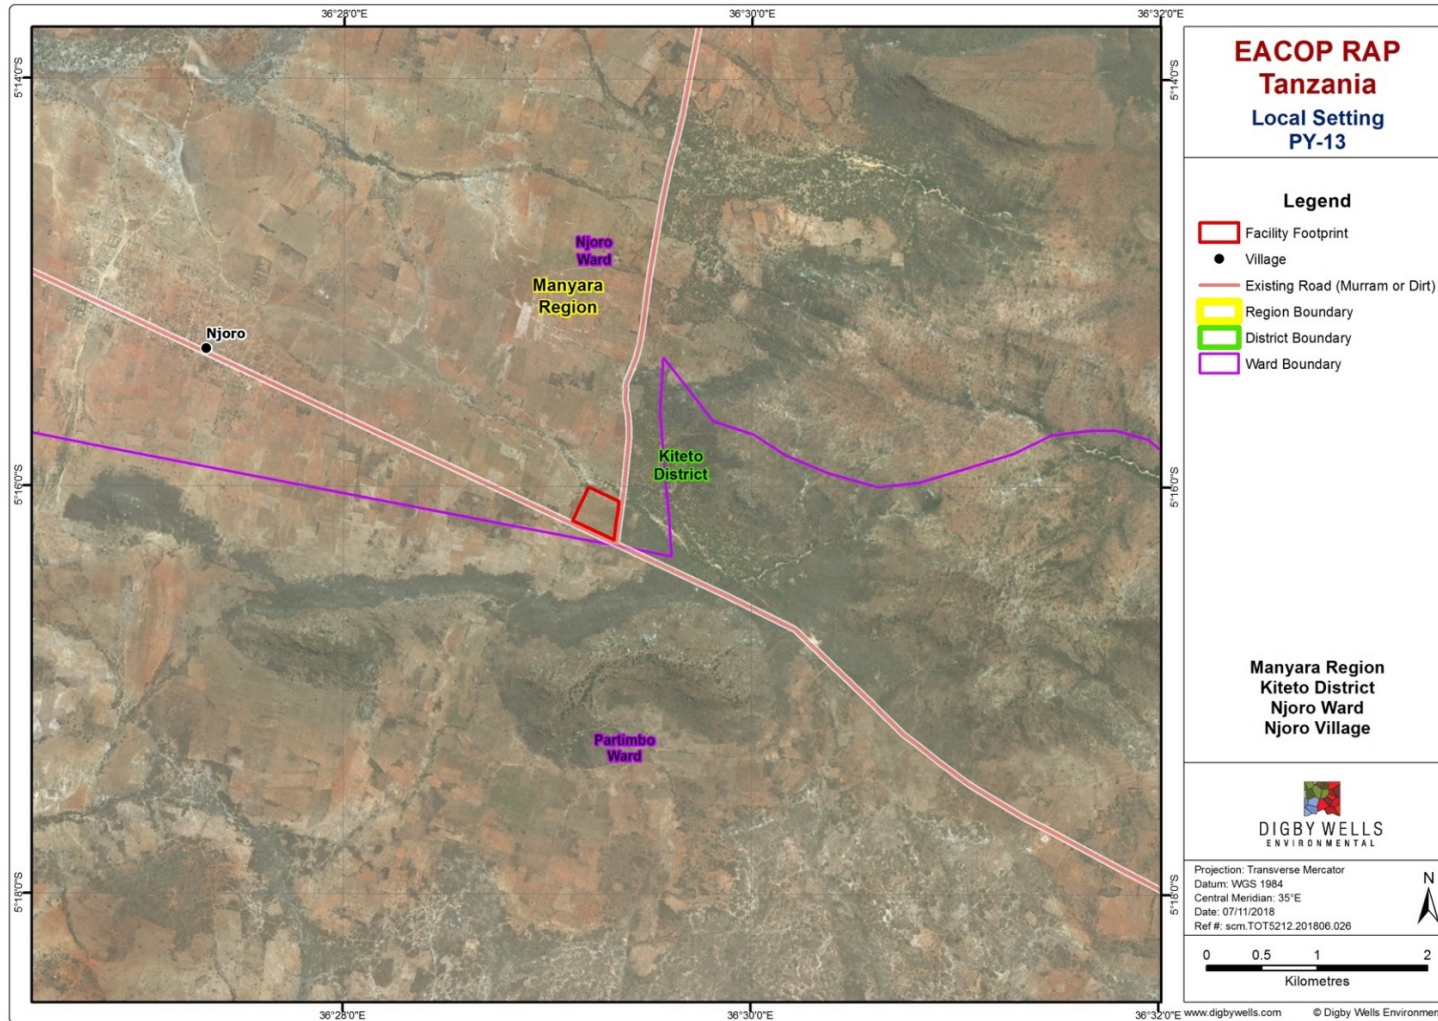 36°28'0"E
36°30'0"E
36°32'0"E
5°14'0"S
5°14'0"S
5°16'0"S
5°16'0"S
5°18'0"S
5°18'0"S
36°28'0"E
36°30'0"E
36°32'0"E
Njoro
Ward
Manyara
Region
Njoro
Kiteto
District
Partimbo
Ward
EACOP RAP
Tanzania
Local Setting
PY-13
Legend
Facility Footprint
Village
Existing Road (Murram or Dirt)
Region Boundary
District Boundary
Ward Boundary
Manyara Region
Kiteto District
Njoro Ward
Njoro Village
DIGBY WELLS
ENVIRONMENTAL
Projection: Transverse Mercator
Datum: WGS 1984
Central Meridian: 35°E
Date: 07/11/2018
Ref #: scm.TOT5212.201806.026
N
0 0.5 1 2
Kilometres
www.digbywells.com © Digby Wells Environmen